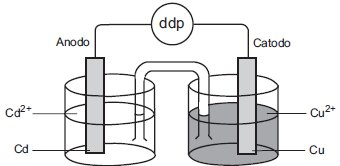 ddp
Anodo
Catodo
Cd2+
Cu2+
Cd
Cu